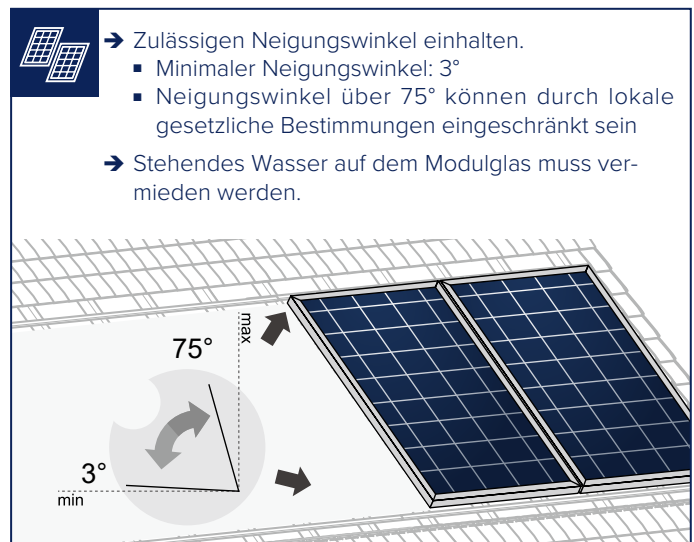 ➔ Zulässigen Neigungswinkel einhalten.
▪ Minimaler Neigungswinkel: 3°
▪ Neigungswinkel über 75° können durch lokale
gesetzliche Bestimmungen eingeschränkt sein
➔ Stehendes Wasser auf dem Modulglas muss ver-
mieden werden.
75°
max
3°
min